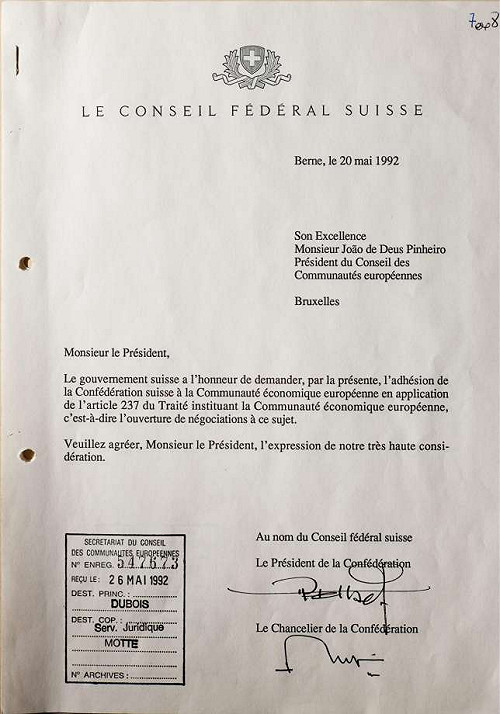 LE CONSEIL FÉDÉRAL SUISSE
Berne, le 20 mai 1992
Son Excellence
Monsieur João de Deus Pinheiro
Président du Conseil des
Communautés européennes
Bruxelles
Monsieur le Président,
Le gouvernement suisse a l’honneur de demander, par la présente, l’adhésion de
la Confédération suisse à la Communauté économique européenne en application
de l’article 237 du Traité instituant la Communauté économique européenne,
c’est-à-dire l’ouverture de négociations à ce sujet.
Veuillez agréer, Monsieur le Président, l’expression de notre très haute consi-
dération.
Au nom du Conseil fédéral suisse
Le Président de la Confédération
Le Chancelier de la Confédération
SECRETARIAT DU CONSEIL
DES COMMUNAUTES EUROPEENNES
N° ENREG. 547673
REÇU LE: 26 MAI 1992
DEST. PRINC.:
DUBOIS
DEST. COP.:
Serv. Juridique
MOTTE
N° ARCHIVES: